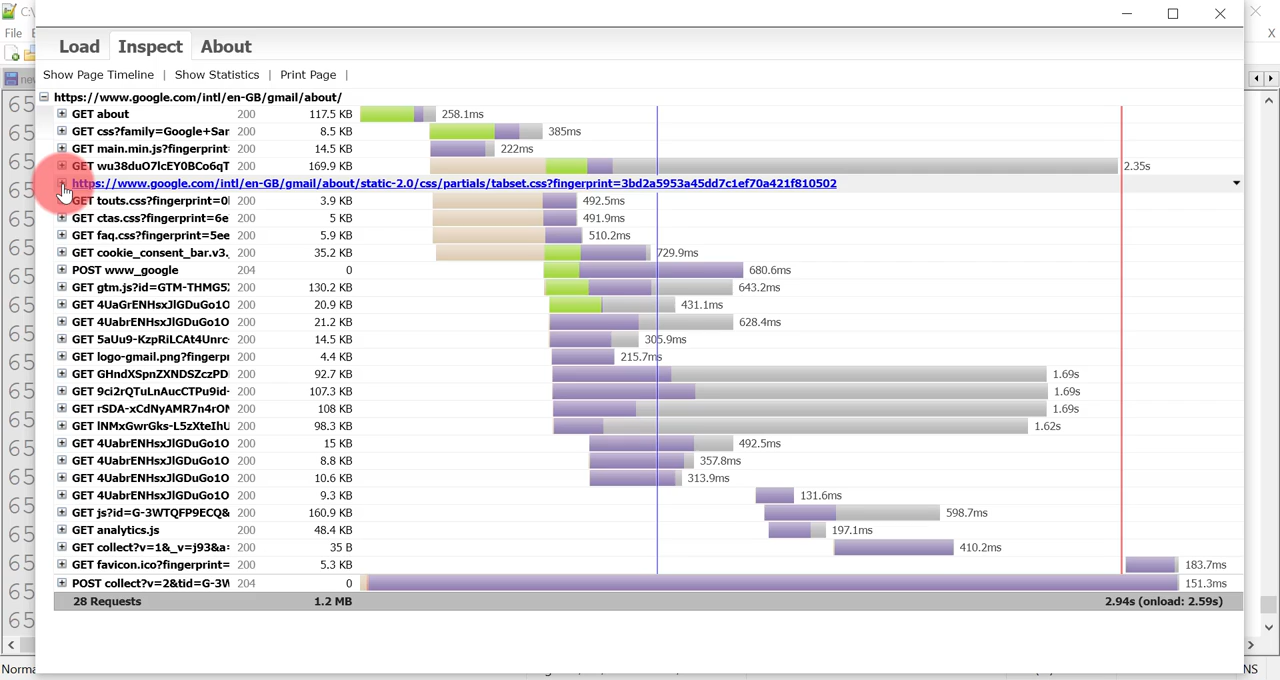 C:\
File
Load Inspect About
Show Page Timeline | Show Statistics | Print Page |
https://www.google.com/intl/en-GB/gmail/about/
GET about 200 117.5 KB 258.1ms
GET css?family=Google+Sar 200 8.5 KB 385ms
GET main.min.js?fingerprint 200 14.5 KB 222ms
GET wu38duO7lcEY0BCo6qT 200 169.9 KB 2.35s
https://www.google.com/intl/en-GB/gmail/about/static-2.0/css/partials/tabset.css?fingerprint=3bd2a5953a45dd7c1ef70a421f810502
GET touts.css?fingerprint=0 200 3.9 KB 492.5ms
GET ctas.css?fingerprint=6e 200 5 KB 491.9ms
GET faq.css?fingerprint=5ee 200 5.9 KB 510.2ms
GET cookie_consent_bar.v3. 200 35.2 KB 729.9ms
POST www_google 204 0 680.6ms
GET gtm.js?id=GTM-THMG5 200 130.2 KB 643.2ms
GET 4UaGrENHsxJlGDuGo1O 200 20.9 KB 431.1ms
GET 4UabrENHsxJlGDuGo1O 200 21.2 KB 628.4ms
GET 5aUu9-KzpRiLCAt4Unrc- 200 14.5 KB 305.9ms
GET logo-gmail.png?fingerpr 200 4.4 KB 215.7ms
GET GHndXSpnZXNDSZczPD 200 92.7 KB 1.69s
GET 9ci2rQTuLnAucCTPu9id- 200 107.3 KB 1.69s
GET rSDA-xCdNyAMR7n4rON 200 108 KB 1.69s
GET lNMxGwrGks-L5zXteIhU 200 98.3 KB 1.62s
GET 4UabrENHsxJlGDuGo1O 200 15 KB 492.5ms
GET 4UabrENHsxJlGDuGo1O 200 8.8 KB 357.8ms
GET 4UabrENHsxJlGDuGo1O 200 10.6 KB 313.9ms
GET 4UabrENHsxJlGDuGo1O 200 9.3 KB 131.6ms
GET js?id=G-3WTQFP9ECQ& 200 160.9 KB 598.7ms
GET analytics.js 200 48.4 KB 197.1ms
GET collect?v=1&_v=j93&a= 200 35 B 410.2ms
GET favicon.ico?fingerprint= 200 5.3 KB 183.7ms
POST collect?v=2&tid=G-3W 204 0 151.3ms
28 Requests 1.2 MB 2.94s (onload: 2.59s)
Norma
NS